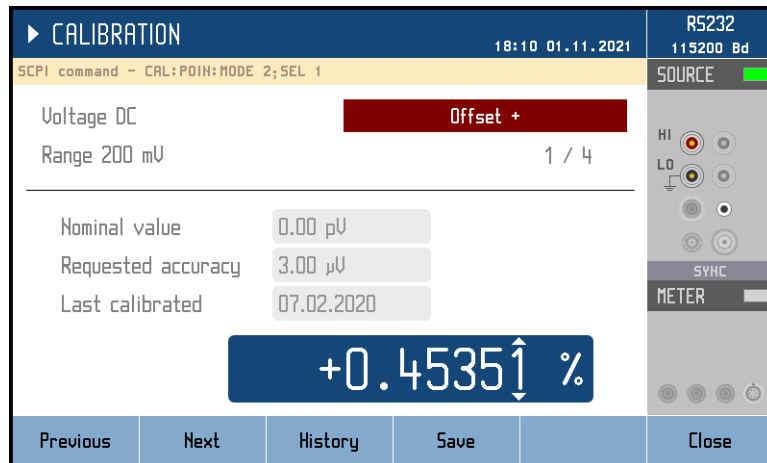 CALIBRATION
18:10 01.11.2021
RS232
115200 Bd
SCPI command - CAL:POIN:MODE 2;SEL 1
SOURCE
Voltage DC
Offset +
Range 200 mV
1 / 4
HI
LO
Nominal value
0.00 pV
Requested accuracy
3.00 µV
Last calibrated
07.02.2020
SYNC
METER
+0.45351 %
Previous
Next
History
Save
Close